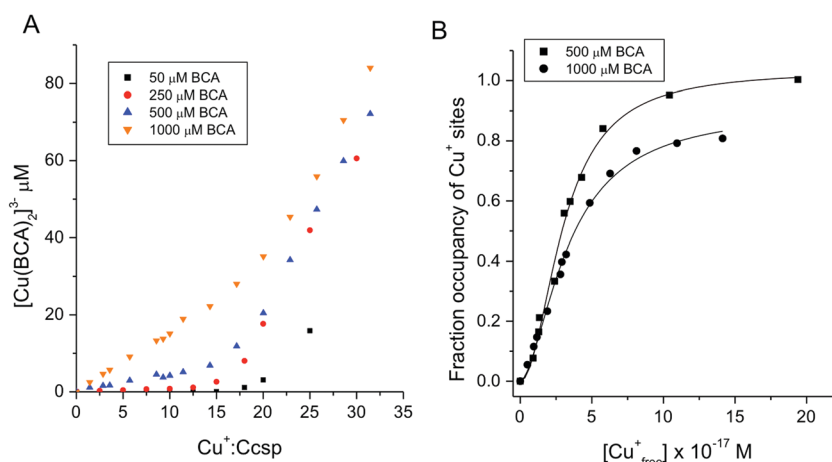 A
[Cu(BCA)₂]³⁻ μM
80
60
40
20
0
50 μM BCA
250 μM BCA
500 μM BCA
1000 μM BCA
0 5 10 15 20 25 30 35
Cu⁺:Ccsp
B
Fraction occupancy of Cu⁺ sites
1.0
0.8
0.6
0.4
0.2
0.0
500 μM BCA
1000 μM BCA
0 5 10 15 20
[Cu⁺free] x 10⁻¹⁷ M